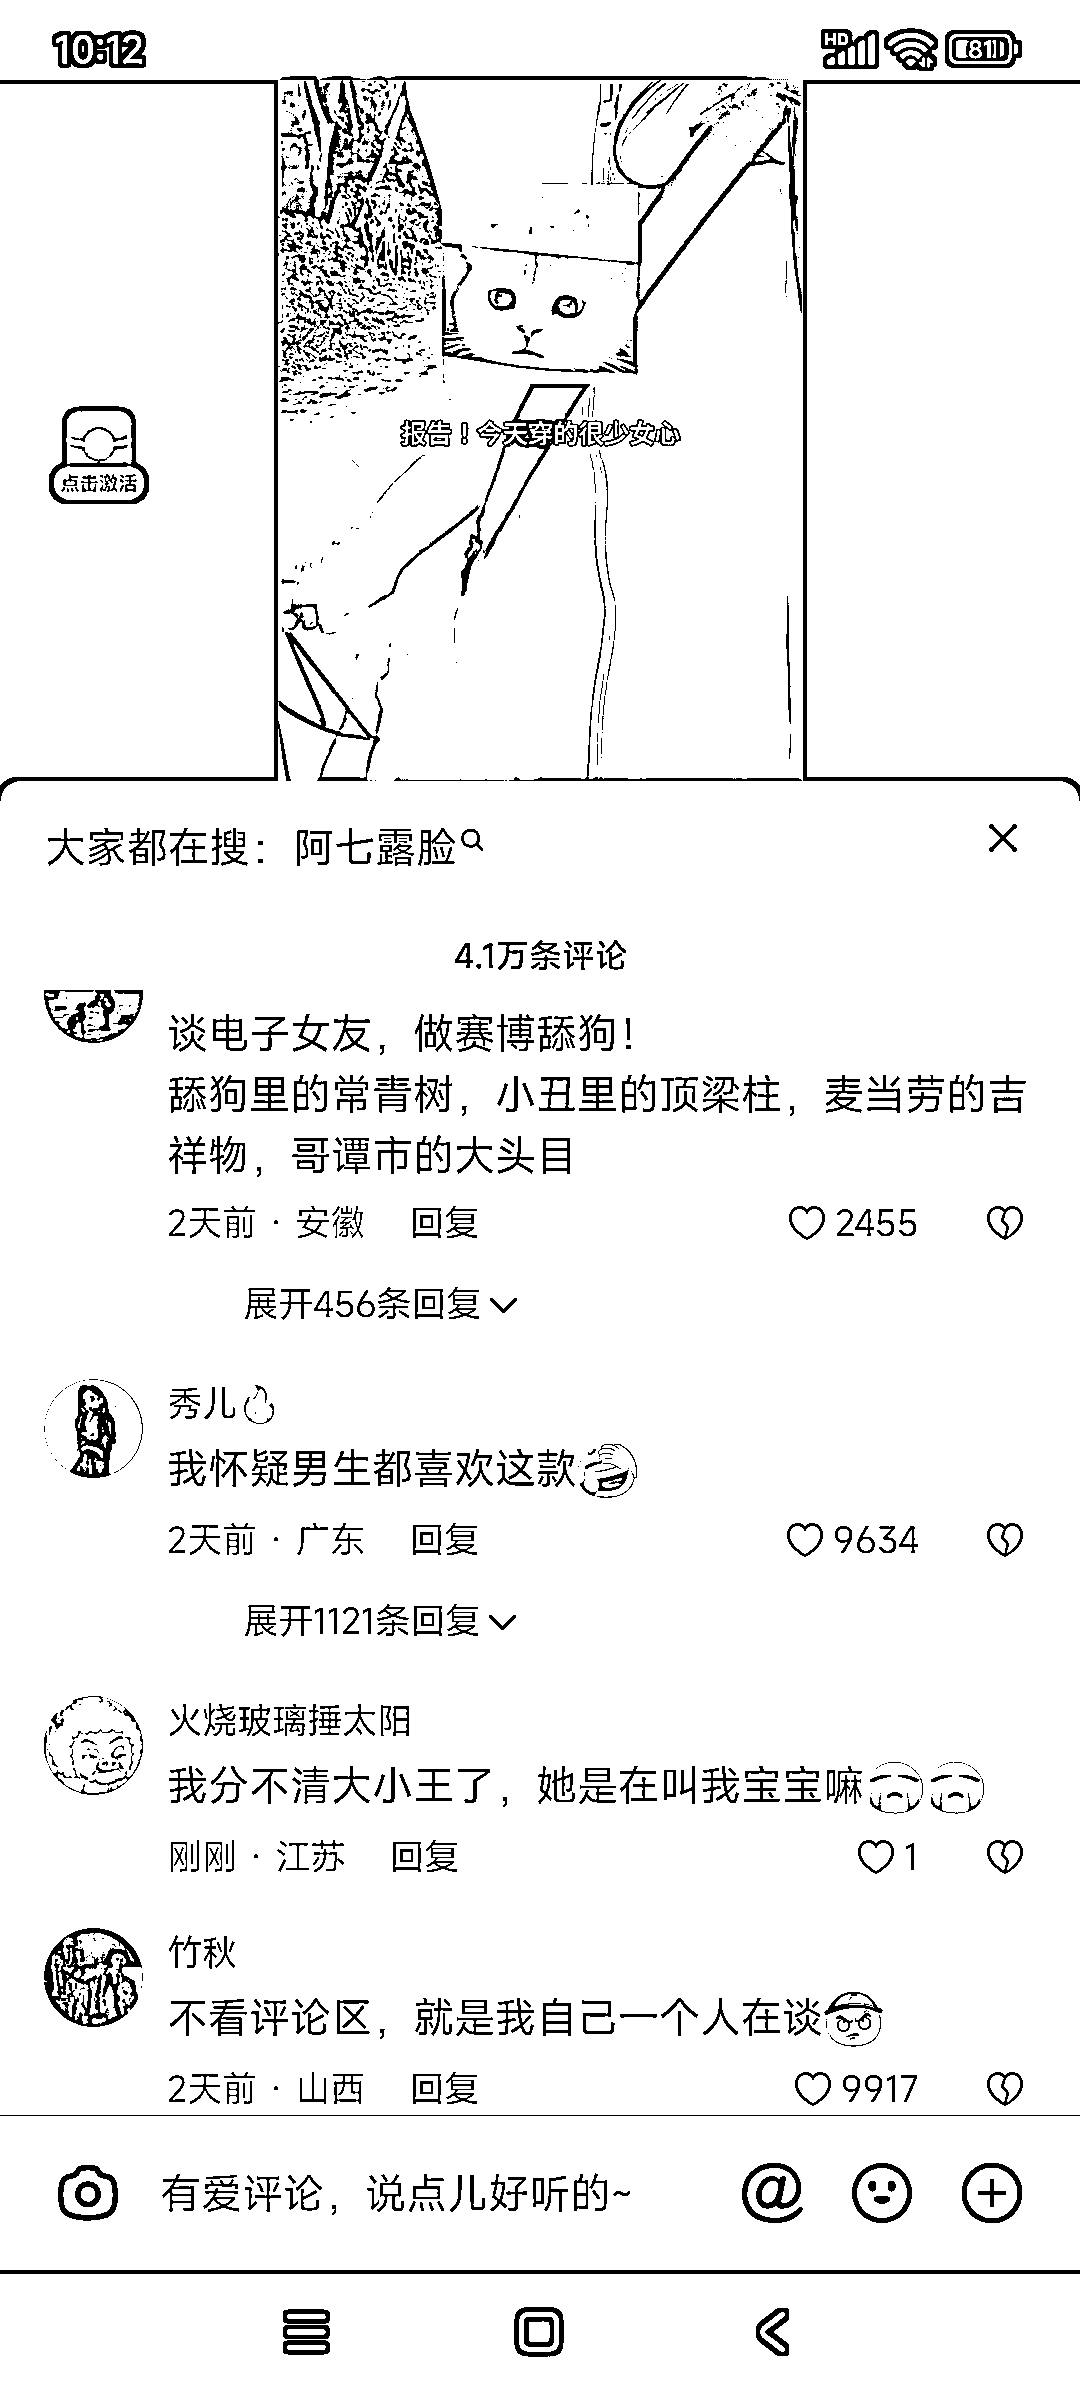 10:12
HD 81
报告！今天穿的很少女心
点击激活
大家都在搜：阿七露脸
4.1万条评论
谈电子女友，做赛博舔狗！
舔狗里的常青树，小丑里的顶梁柱，麦当劳的吉
祥物，哥谭市的大头目
2天前 · 安徽 回复 2455
展开456条回复
秀儿
我怀疑男生都喜欢这款
2天前 · 广东 回复 9634
展开1121条回复
火烧玻璃捶太阳
我分不清大小王了，她是在叫我宝宝嘛
刚刚 · 江苏 回复 1
竹秋
不看评论区，就是我自己一个人在谈
2天前 · 山西 回复 9917
有爱评论，说点儿好听的~ @